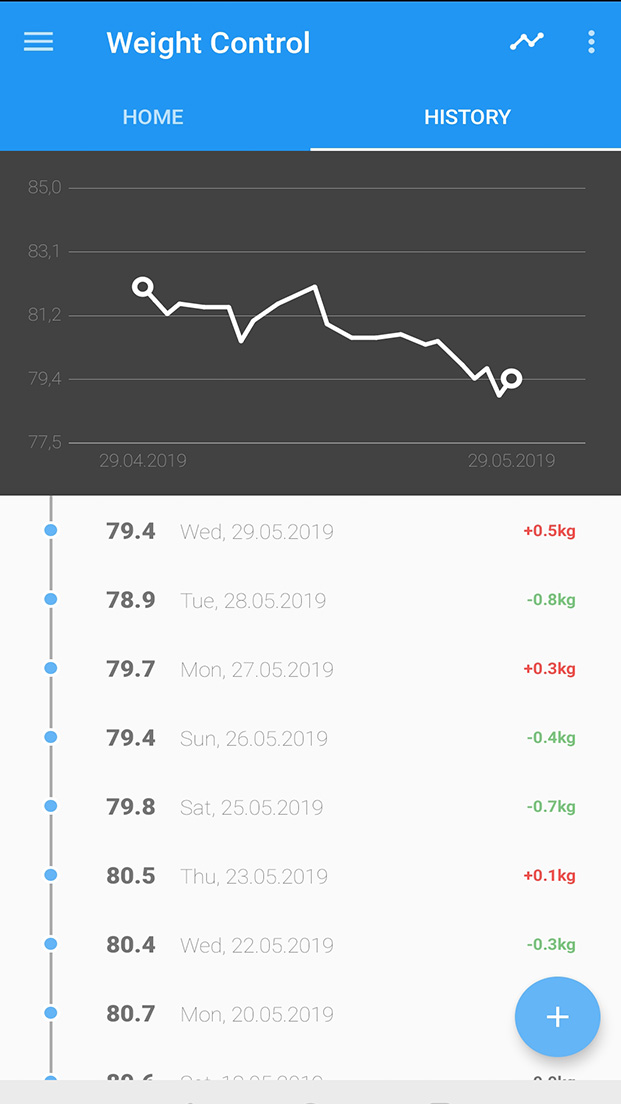 Weight Control
HOME HISTORY
85,0
83,1
81,2
79,4
77,5
29.04.2019 29.05.2019
79.4 Wed, 29.05.2019 +0.5kg
78.9 Tue, 28.05.2019 -0.8kg
79.7 Mon, 27.05.2019 +0.3kg
79.4 Sun, 26.05.2019 -0.4kg
79.8 Sat, 25.05.2019 -0.7kg
80.5 Thu, 23.05.2019 +0.1kg
80.4 Wed, 22.05.2019 -0.3kg
80.7 Mon, 20.05.2019